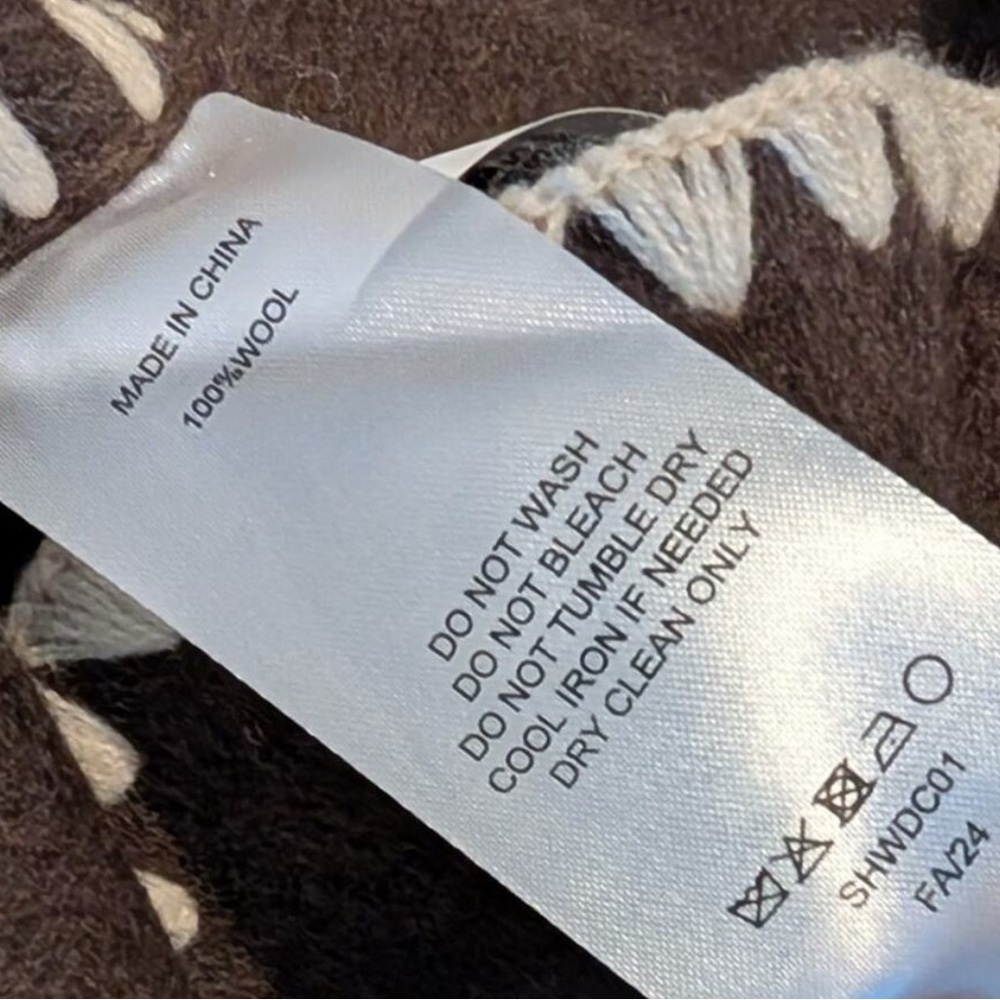 MADE IN CHINA
100%WOOL
DO NOT WASH
DO NOT BLEACH
DO NOT TUMBLE DRY
COOL IRON IF NEEDED
DRY CLEAN ONLY
SHWDC01
FA/24